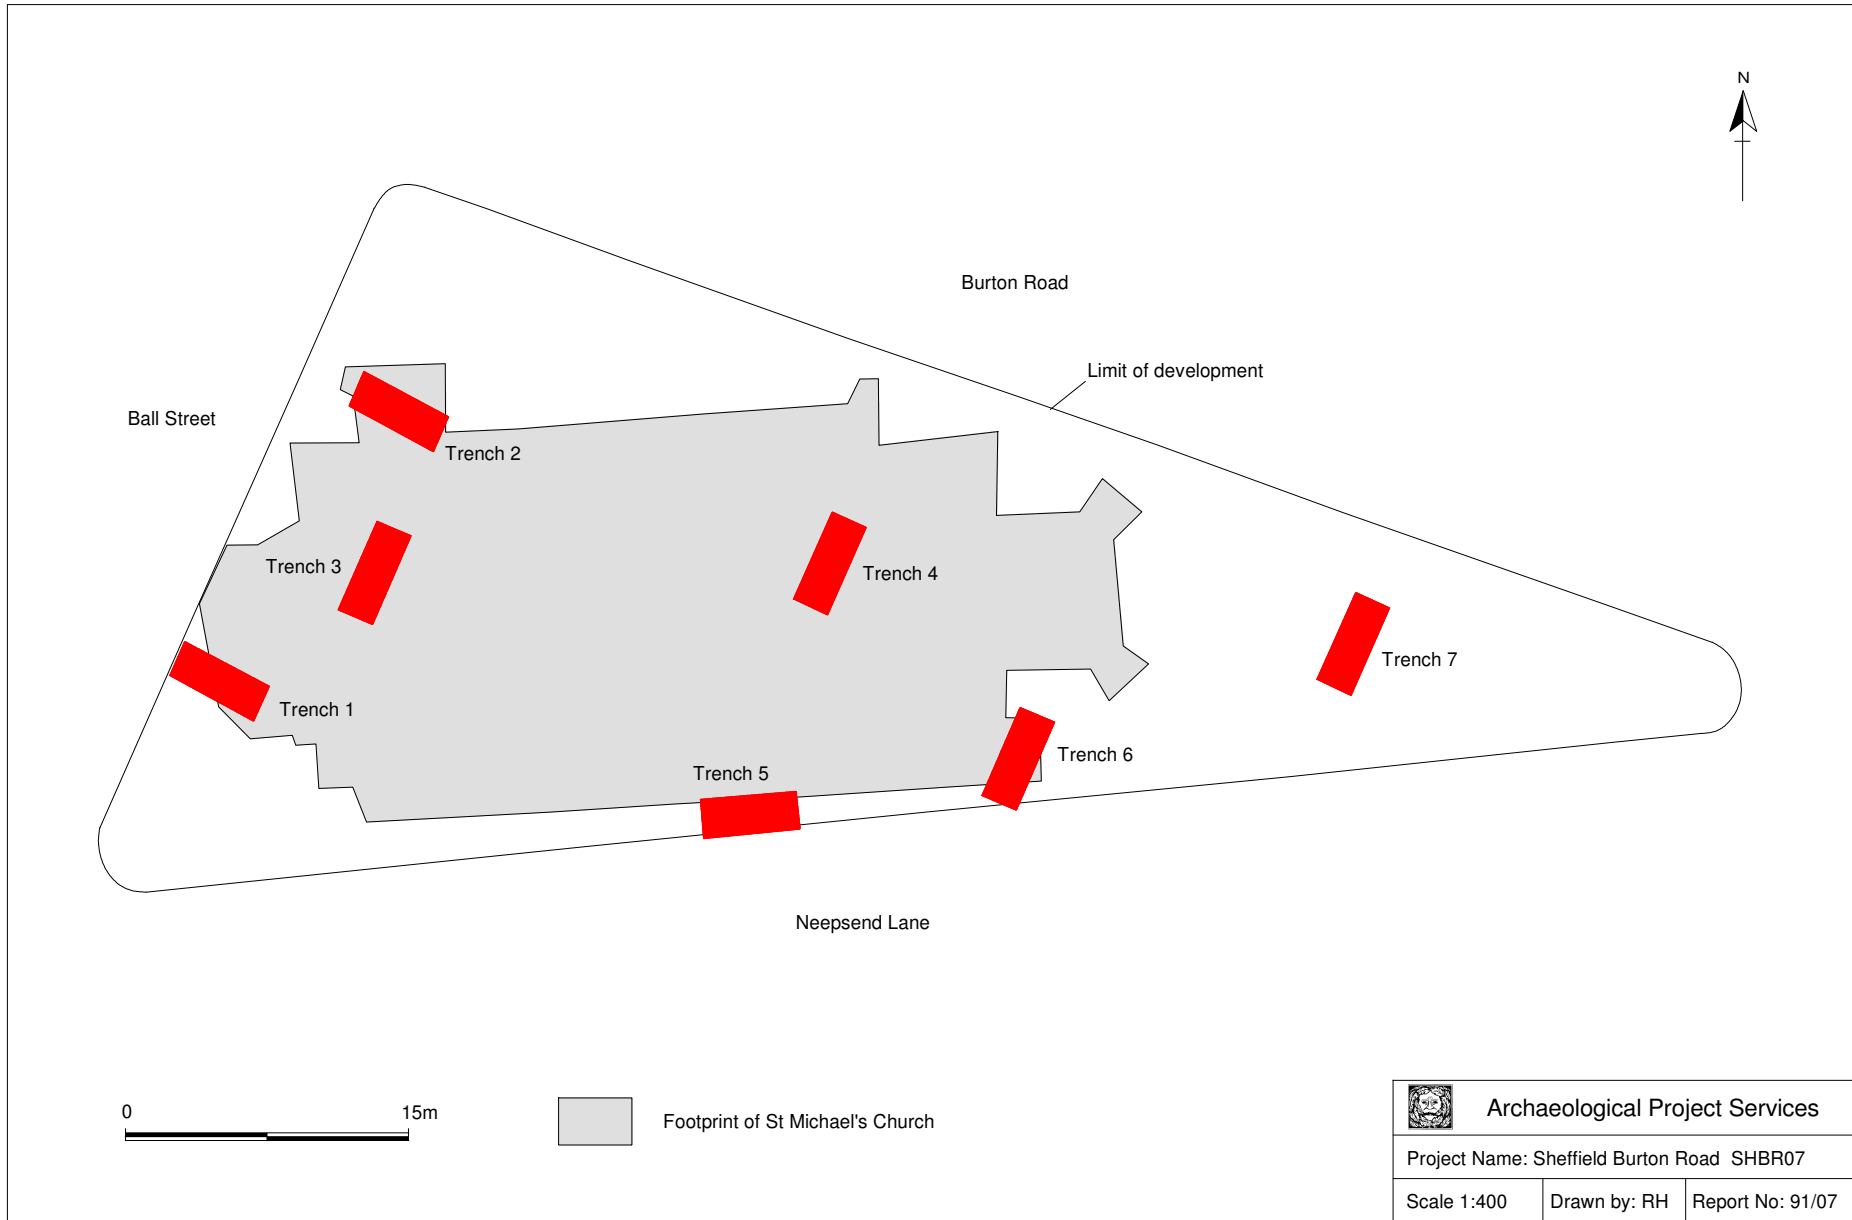 N
Burton Road
Limit of development
Ball Street
Trench 2
Trench 3
Trench 4
Trench 7
Trench 1
Trench 6
Trench 5
Neepsend Lane
0 15m
Footprint of St Michael's Church
Archaeological Project Services
Project Name: Sheffield Burton Road SHBR07
Scale 1:400 Drawn by: RH Report No: 91/07